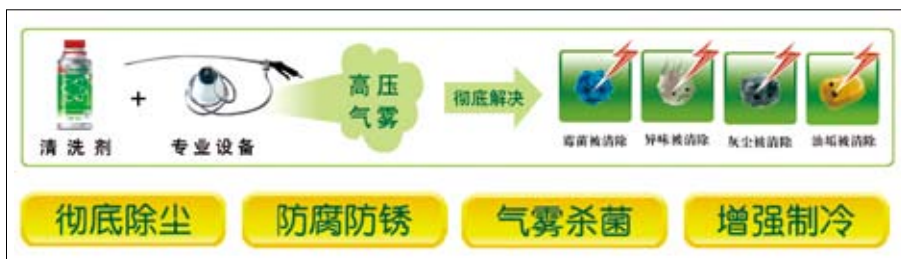 高压
气雾
彻底解决
+
清洗剂
专业设备
霉菌被清除
异味被清除
灰尘被清除
油垢被清除
彻底除尘
防腐防锈
气雾杀菌
增强制冷